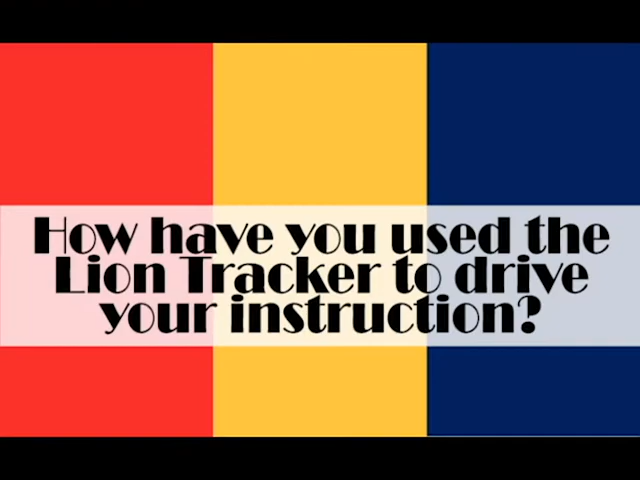 How have you used the
Lion Tracker to drive
your instruction?